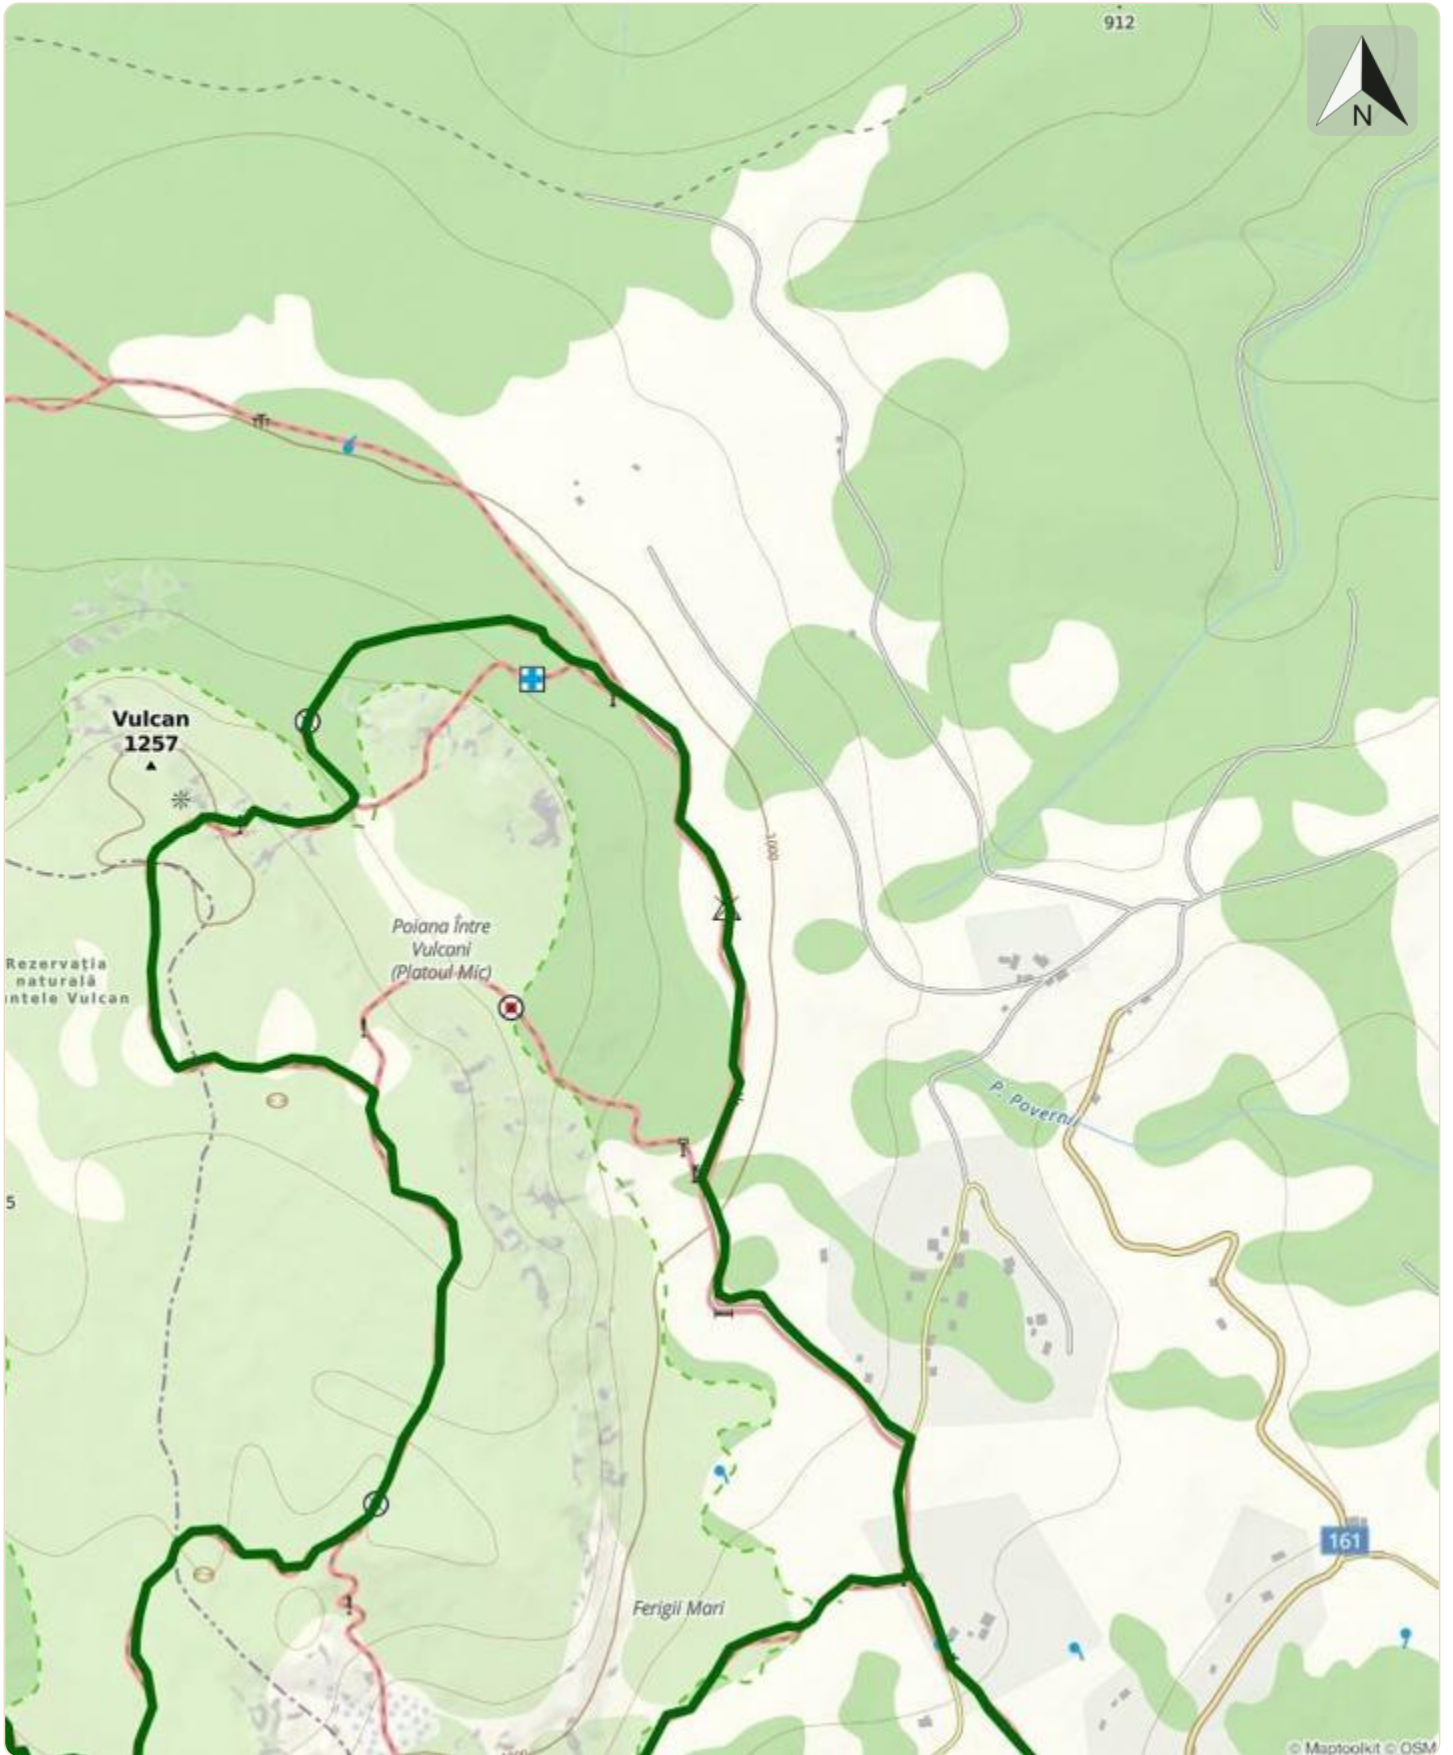 912
N
Vulcan
1257
1000
Poiana Între
Vulcani
(Platoul Mic)
Rezervația
naturală
ntele Vulcan
P. Povernii
5
161
Ferigii Mari
© Maptoolkit © OSM